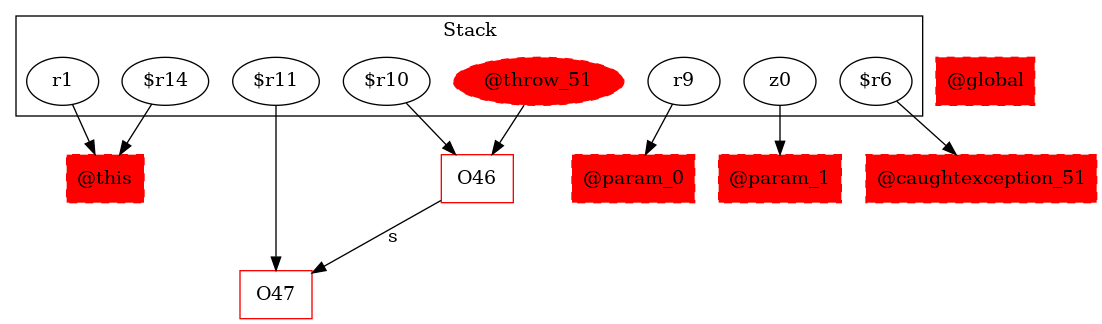 Stack
r1
$r14
$r11
$r10
@throw_51
r9
z0
$r6
@global
@this
O46
@param_0
@param_1
@caughtexception_51
s
O47